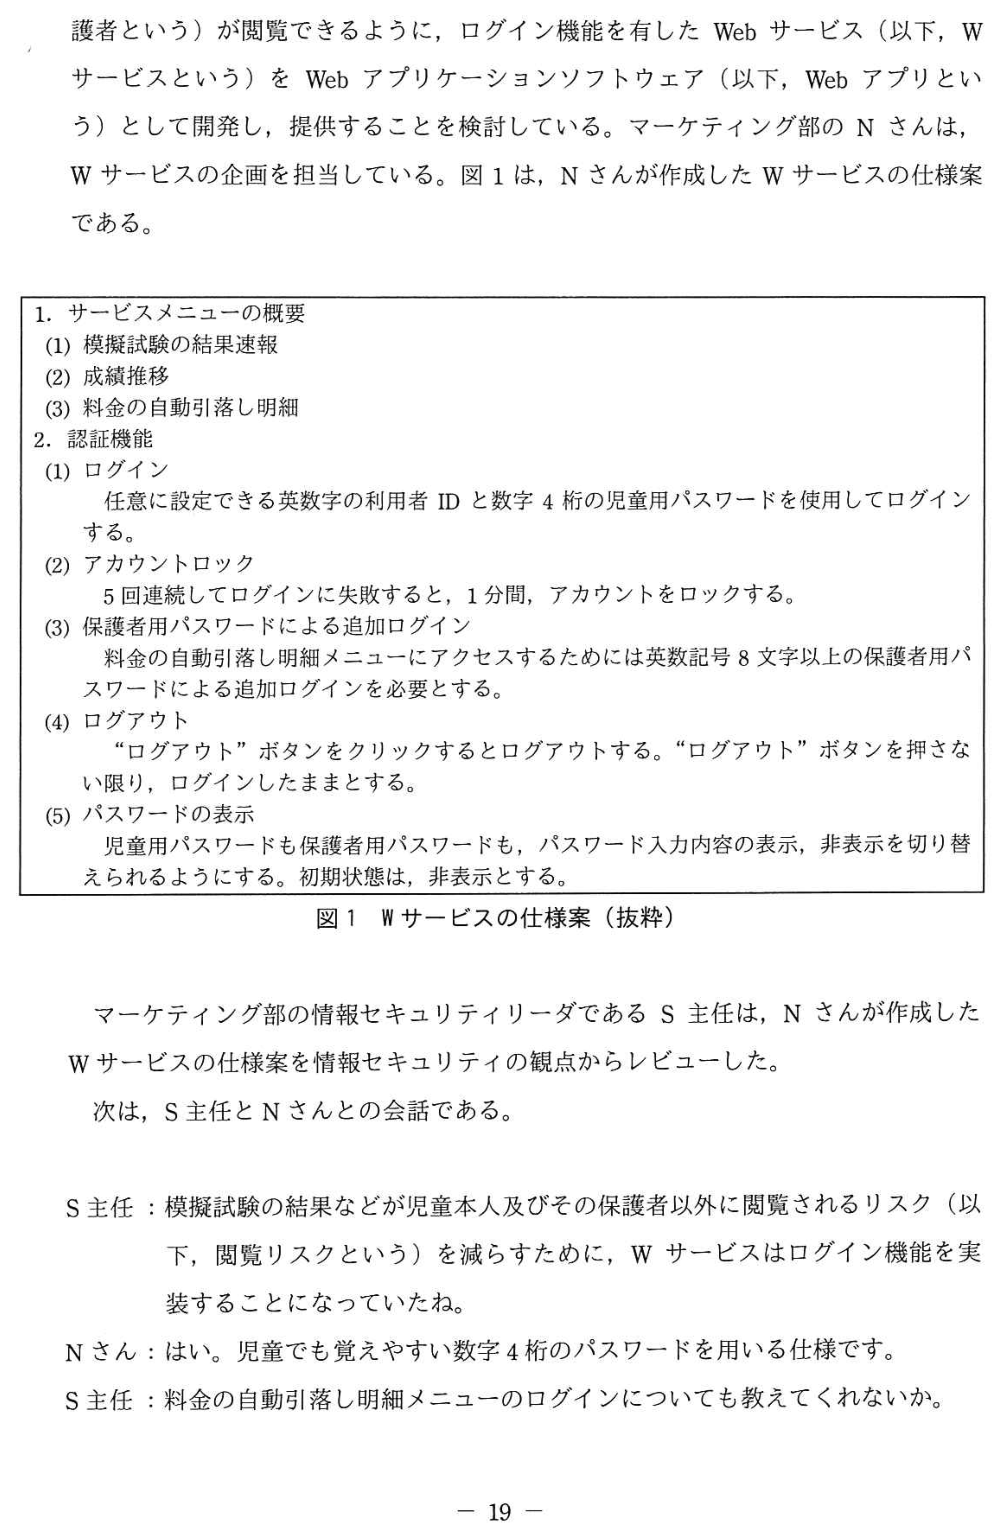 護者という）が閲覧できるように，ログイン機能を有した Web サービス（以下，W
サービスという）を Web アプリケーションソフトウェア（以下，Web アプリとい
う）として開発し，提供することを検討している。マーケティング部の N さんは，
W サービスの企画を担当している。図 1 は，N さんが作成した W サービスの仕様案
である。
1．サービスメニューの概要
(1) 模擬試験の結果速報
(2) 成績推移
(3) 料金の自動引落し明細
2．認証機能
(1) ログイン
任意に設定できる英数字の利用者 ID と数字 4 桁の児童用パスワードを使用してログイン
する。
(2) アカウントロック
5 回連続してログインに失敗すると，1 分間，アカウントをロックする。
(3) 保護者用パスワードによる追加ログイン
料金の自動引落し明細メニューにアクセスするためには英数記号 8 文字以上の保護者用パ
スワードによる追加ログインを必要とする。
(4) ログアウト
“ログアウト”ボタンをクリックするとログアウトする。“ログアウト”ボタンを押さな
い限り，ログインしたままとする。
(5) パスワードの表示
児童用パスワードも保護者用パスワードも，パスワード入力内容の表示，非表示を切り替
えられるようにする。初期状態は，非表示とする。
図 1　W サービスの仕様案（抜粋）
マーケティング部の情報セキュリティリーダである S 主任は，N さんが作成した
W サービスの仕様案を情報セキュリティの観点からレビューした。
次は，S 主任と N さんとの会話である。
S 主任 ：模擬試験の結果などが児童本人及びその保護者以外に閲覧されるリスク（以
下，閲覧リスクという）を減らすために，W サービスはログイン機能を実
装することになっていたね。
N さん ：はい。児童でも覚えやすい数字 4 桁のパスワードを用いる仕様です。
S 主任 ：料金の自動引落し明細メニューのログインについても教えてくれないか。
－ 19 －